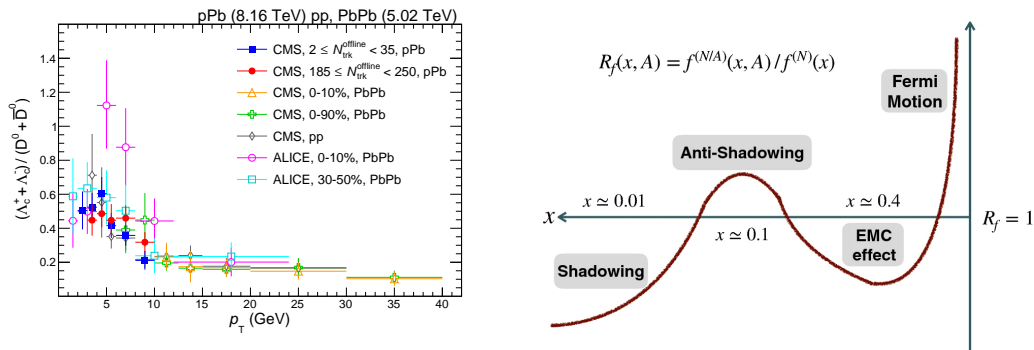 pPb (8.16 TeV) pp, PbPb (5.02 TeV)
CMS, 2 ≤ N_trk^offline < 35, pPb
CMS, 185 ≤ N_trk^offline < 250, pPb
CMS, 0-10%, PbPb
CMS, 0-90%, PbPb
CMS, pp
ALICE, 0-10%, PbPb
ALICE, 30-50%, PbPb
(Λ_c^+ + Λ_c^-) / (D^0 + D̅^0)
1.4
1.2
1
0.8
0.6
0.4
0.2
5 10 15 20 25 30 35 40
p_T (GeV)
R_f(x, A) = f^(N/A)(x, A)/f^(N)(x)
Fermi
Motion
Anti-Shadowing
x ≃ 0.01
x ≃ 0.4
x
R_f = 1
x ≃ 0.1
EMC
effect
Shadowing